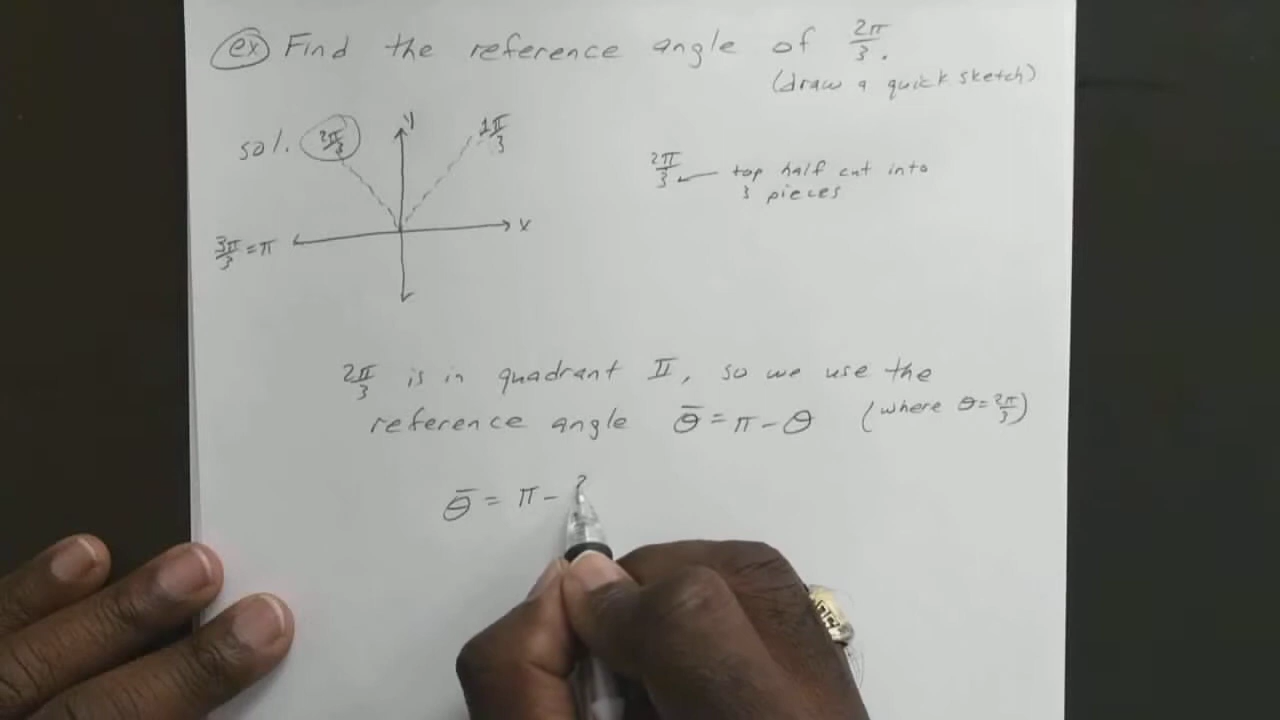 ex Find the reference angle of 2π/3.
(draw a quick sketch)
sol. 2π/3 y 1π/3
x
3π/3 = π
2π/3 top half cut into
3 pieces
2π/3 is in quadrant II, so we use the
reference angle θ̄ = π - θ (where θ = 2π/3)
θ̄ = π - 2